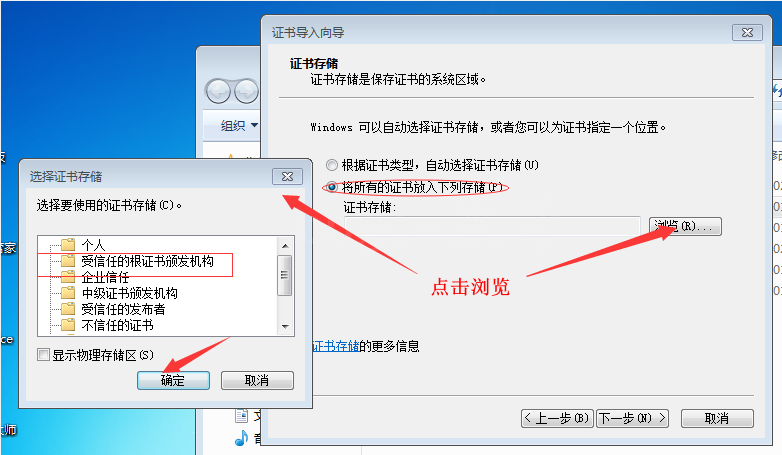 证书导入向导
证书存储
证书存储是保存证书的系统区域。
Windows 可以自动选择证书存储，或者您可以为证书指定一个位置。
根据证书类型，自动选择证书存储(U)
将所有的证书放入下列存储(P)
证书存储:
浏览(R)...
点击浏览
证书存储的更多信息
< 上一步(B)
下一步(N) >
取消
组织
选择证书存储
选择要使用的证书存储(C)。
个人
受信任的根证书颁发机构
企业信任
中级证书颁发机构
受信任的发布者
不信任的证书
显示物理存储区(S)
确定
取消